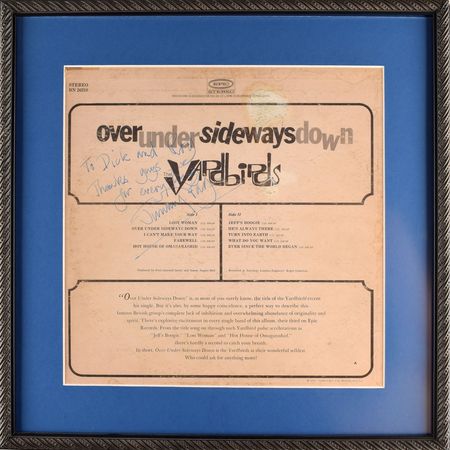 STEREO
BN 26210
EPIC
STEREO
over under sideways down
To Dick and
Thanks guys
for every
Yardbirds
Side I
LOST WOMAN
OVER UNDER SIDEWAYS DOWN
I CAN'T MAKE YOUR WAY
FAREWELL
HOT HOUSE OF OMAGARASHID
Side II
JEFF'S BOOGIE
HE'S ALWAYS THERE
TURN INTO EARTH
WHAT DO YOU WANT
EVER SINCE THE WORLD BEGAN
"Over Under Sideways Down" is, as most of you surely know, the title of the Yardbirds' recent
hit single. But it's also, by some happy coincidence, a perfect way to describe this
famous British group's complete lack of inhibition and overwhelming abundance of originality and
spirit. There's explosive excitement in every single band of this album, their third on Epic
Records. From the title song on through such Yardbird pulse accelerations as
"Jeff's Boogie" "Lost Woman" and "Hot House of Omagarashid,"
there's hardly a second to catch your breath.
In short, Over Under Sideways Down is the Yardbirds at their wonderful wildest.
Who could ask for anything more?
A